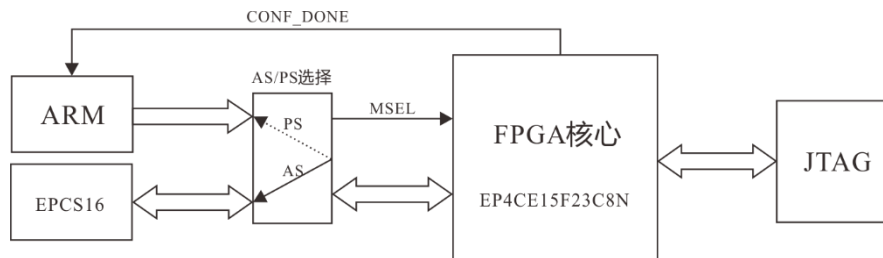 CONF_DONE
AS/PS选择
ARM
PS
MSEL
FPGA核心
JTAG
EPCS16
AS
EP4CE15F23C8N